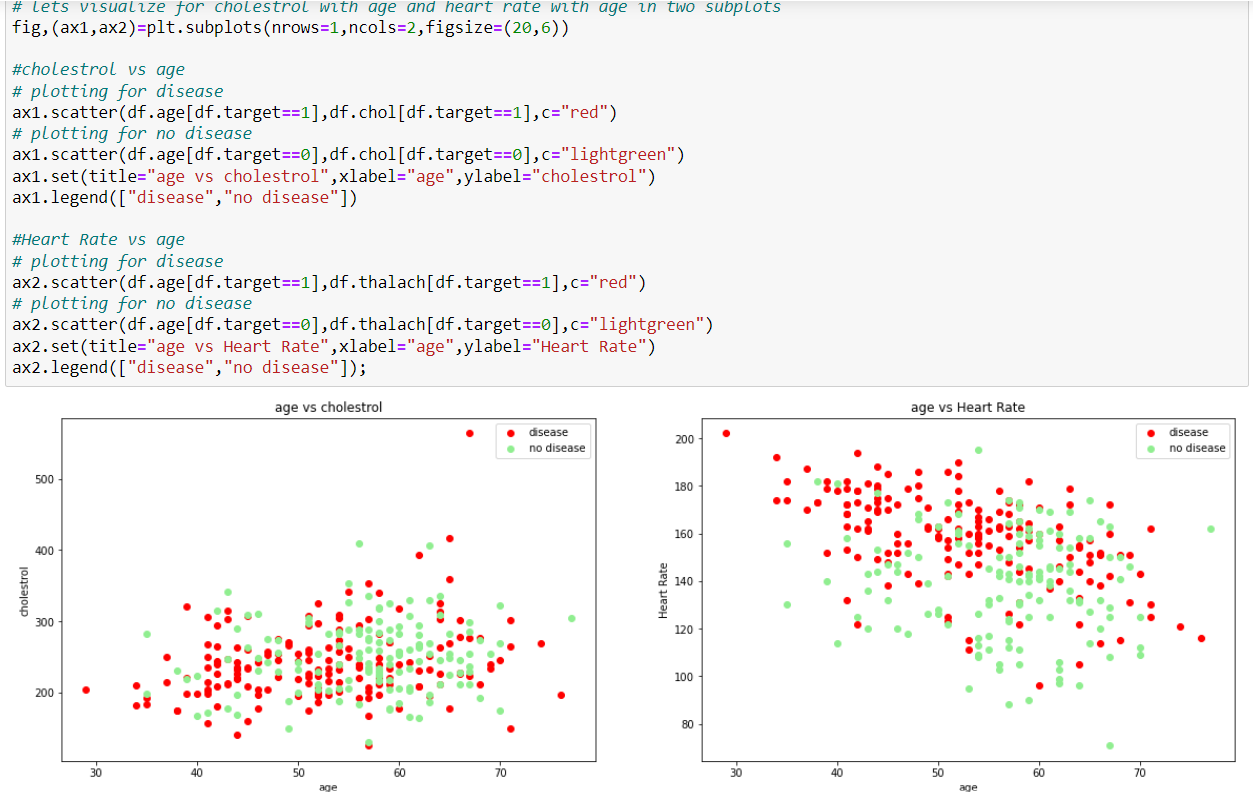 # lets visualize for cholestrol with age and heart rate with age in two subplots
fig,(ax1,ax2)=plt.subplots(nrows=1,ncols=2,figsize=(20,6))
#cholestrol vs age
# plotting for disease
ax1.scatter(df.age[df.target==1],df.chol[df.target==1],c="red")
# plotting for no disease
ax1.scatter(df.age[df.target==0],df.chol[df.target==0],c="lightgreen")
ax1.set(title="age vs cholestrol",xlabel="age",ylabel="cholestrol")
ax1.legend(["disease","no disease"])
#Heart Rate vs age
# plotting for disease
ax2.scatter(df.age[df.target==1],df.thalach[df.target==1],c="red")
# plotting for no disease
ax2.scatter(df.age[df.target==0],df.thalach[df.target==0],c="lightgreen")
ax2.set(title="age vs Heart Rate",xlabel="age",ylabel="Heart Rate")
ax2.legend(["disease","no disease"]);
age vs cholestrol
disease
no disease
500
400
300
200
cholestrol
30 40 50 60 70
age
age vs Heart Rate
disease
no disease
200
180
160
140
120
100
80
Heart Rate
30 40 50 60 70
age